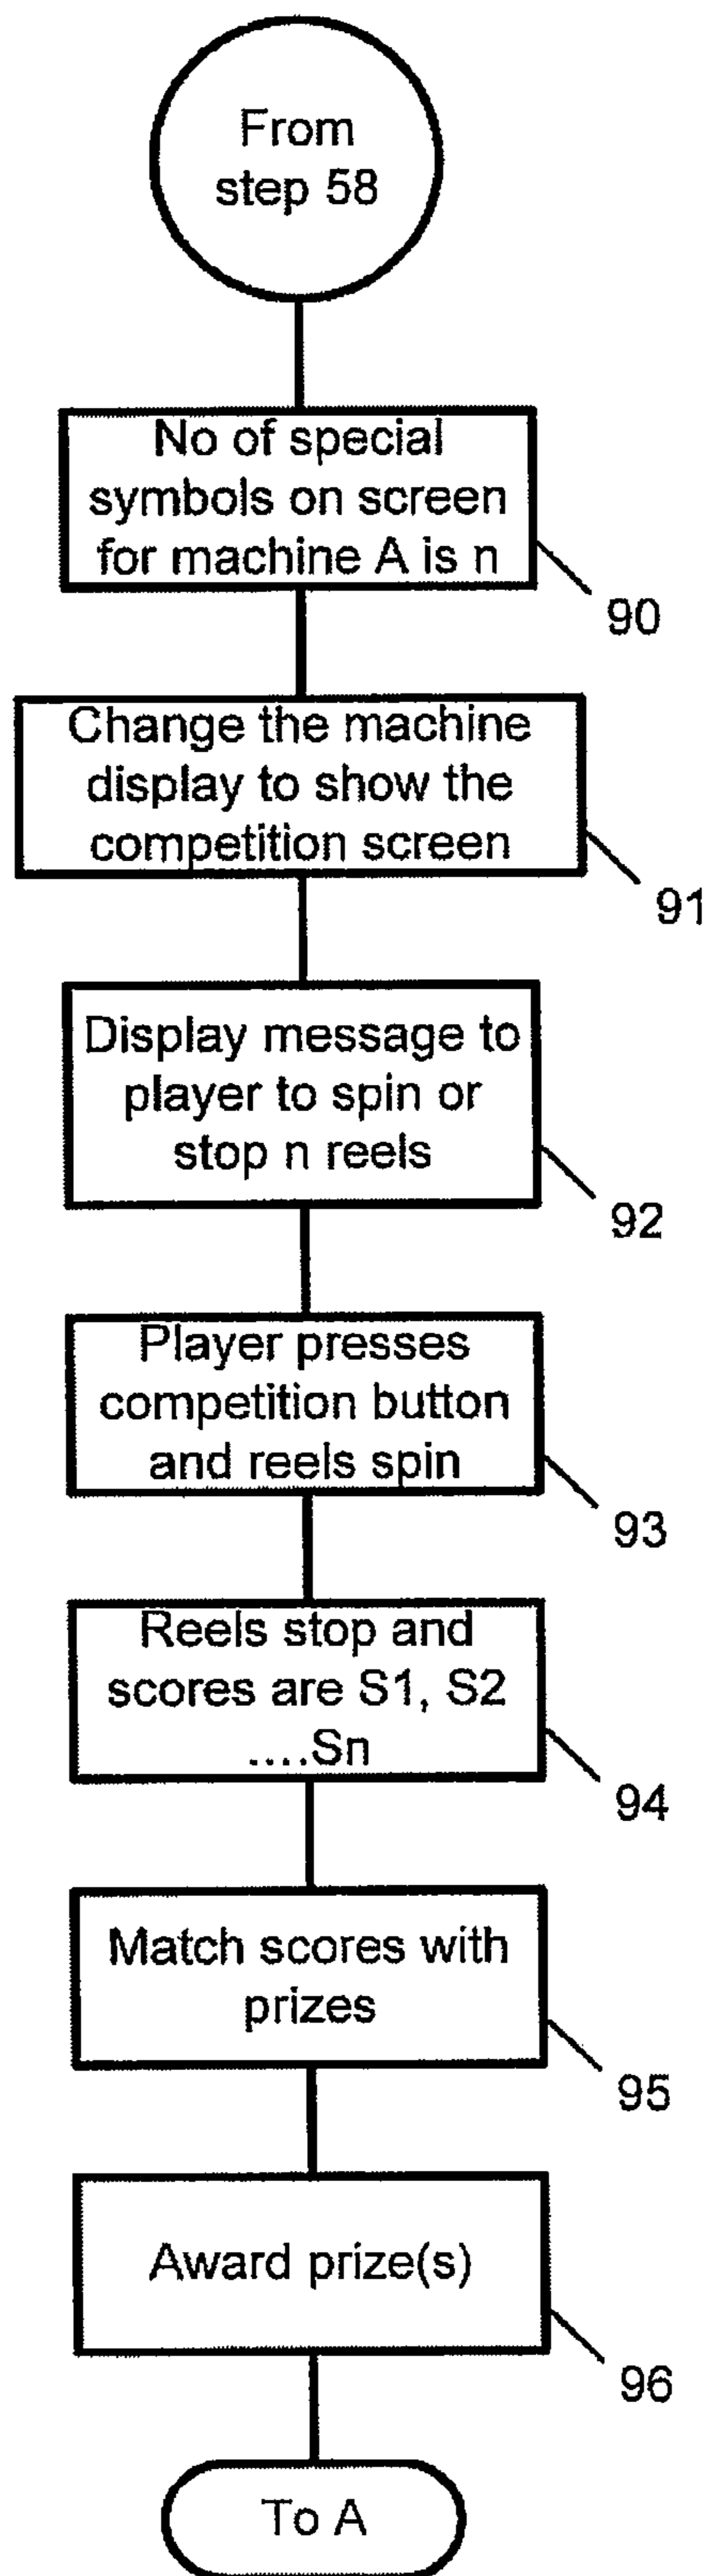 From
step 58
No of special
symbols on screen
for machine A is n
90
Change the machine
display to show the
competition screen
91
Display message to
player to spin or
stop n reels
92
Player presses
competition button
and reels spin
93
Reels stop and
scores are S1, S2
....Sn
94
Match scores with
prizes
95
Award prize(s)
96
To A